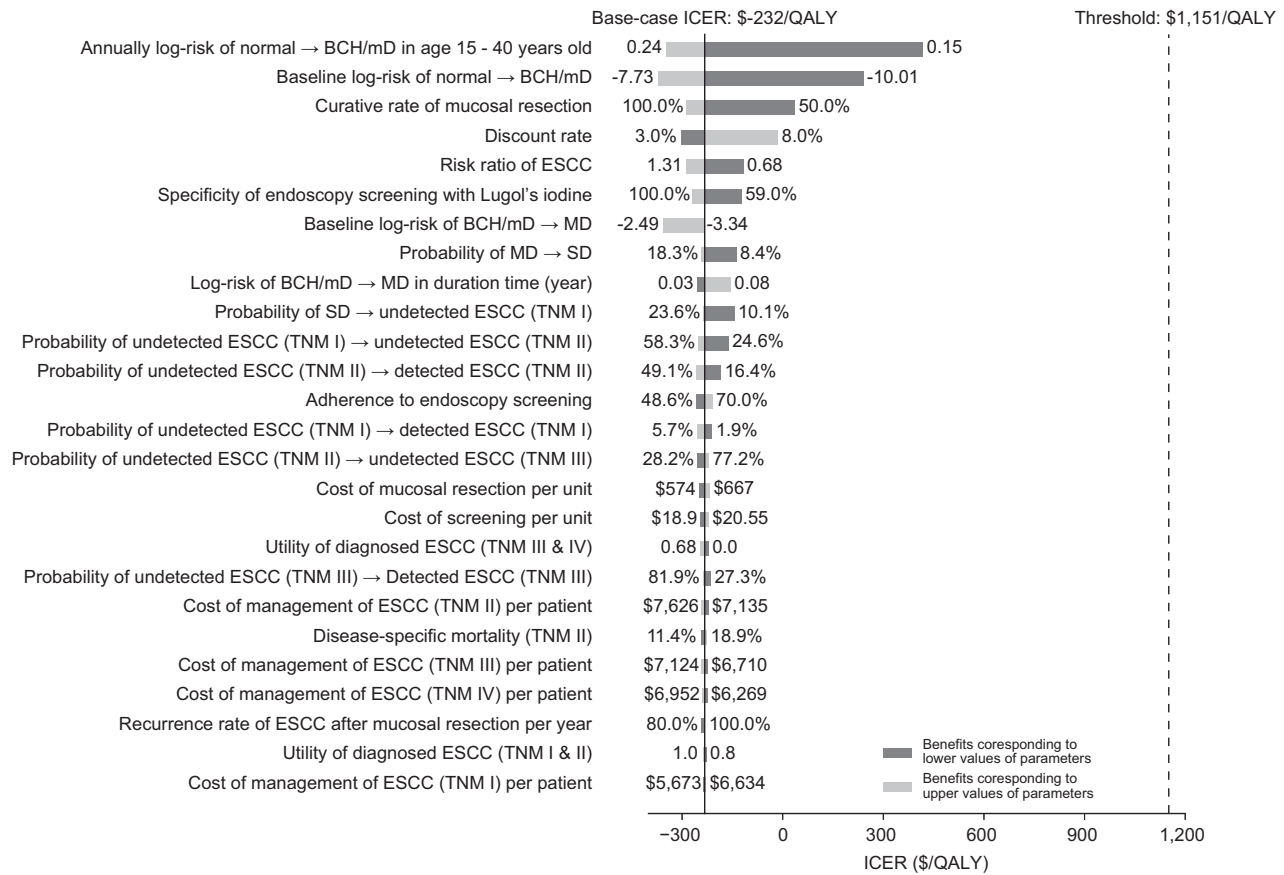 Base-case ICER: $-232/QALY Threshold: $1,151/QALY
Annually log-risk of normal → BCH/mD in age 15 - 40 years old 0.24 0.15
Baseline log-risk of normal → BCH/mD -7.73 -10.01
Curative rate of mucosal resection 100.0% 50.0%
Discount rate 3.0% 8.0%
Risk ratio of ESCC 1.31 0.68
Specificity of endoscopy screening with Lugol's iodine 100.0% 59.0%
Baseline log-risk of BCH/mD → MD -2.49 -3.34
Probability of MD → SD 18.3% 8.4%
Log-risk of BCH/mD → MD in duration time (year) 0.03 0.08
Probability of SD → undetected ESCC (TNM I) 23.6% 10.1%
Probability of undetected ESCC (TNM I) → undetected ESCC (TNM II) 58.3% 24.6%
Probability of undetected ESCC (TNM II) → detected ESCC (TNM II) 49.1% 16.4%
Adherence to endoscopy screening 48.6% 70.0%
Probability of undetected ESCC (TNM I) → detected ESCC (TNM I) 5.7% 1.9%
Probability of undetected ESCC (TNM II) → undetected ESCC (TNM III) 28.2% 77.2%
Cost of mucosal resection per unit $574 $667
Cost of screening per unit $18.9 $20.55
Utility of diagnosed ESCC (TNM III & IV) 0.68 0.0
Probability of undetected ESCC (TNM III) → Detected ESCC (TNM III) 81.9% 27.3%
Cost of management of ESCC (TNM II) per patient $7,626 $7,135
Disease-specific mortality (TNM II) 11.4% 18.9%
Cost of management of ESCC (TNM III) per patient $7,124 $6,710
Cost of management of ESCC (TNM IV) per patient $6,952 $6,269
Recurrence rate of ESCC after mucosal resection per year 80.0% 100.0%
Utility of diagnosed ESCC (TNM I & II) 1.0 0.8
Cost of management of ESCC (TNM I) per patient $5,673 $6,634
Benefits coresponding to
lower values of parameters
Benefits coresponding to
upper values of parameters
−300 0 300 600 900 1,200
ICER ($/QALY)